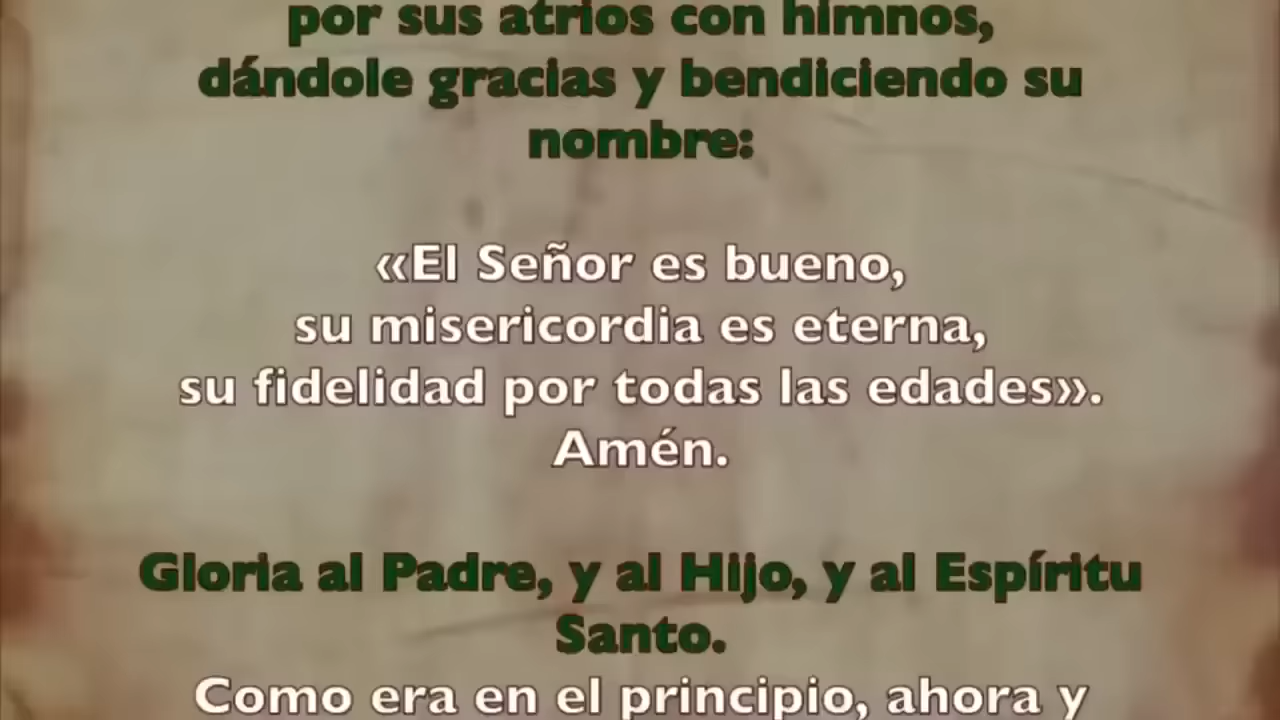 por sus atrios con himnos,
dándole gracias y bendiciendo su
nombre:
«El Señor es bueno,
su misericordia es eterna,
su fidelidad por todas las edades».
Amén.
Gloria al Padre, y al Hijo, y al Espíritu
Santo.
Como era en el principio, ahora y